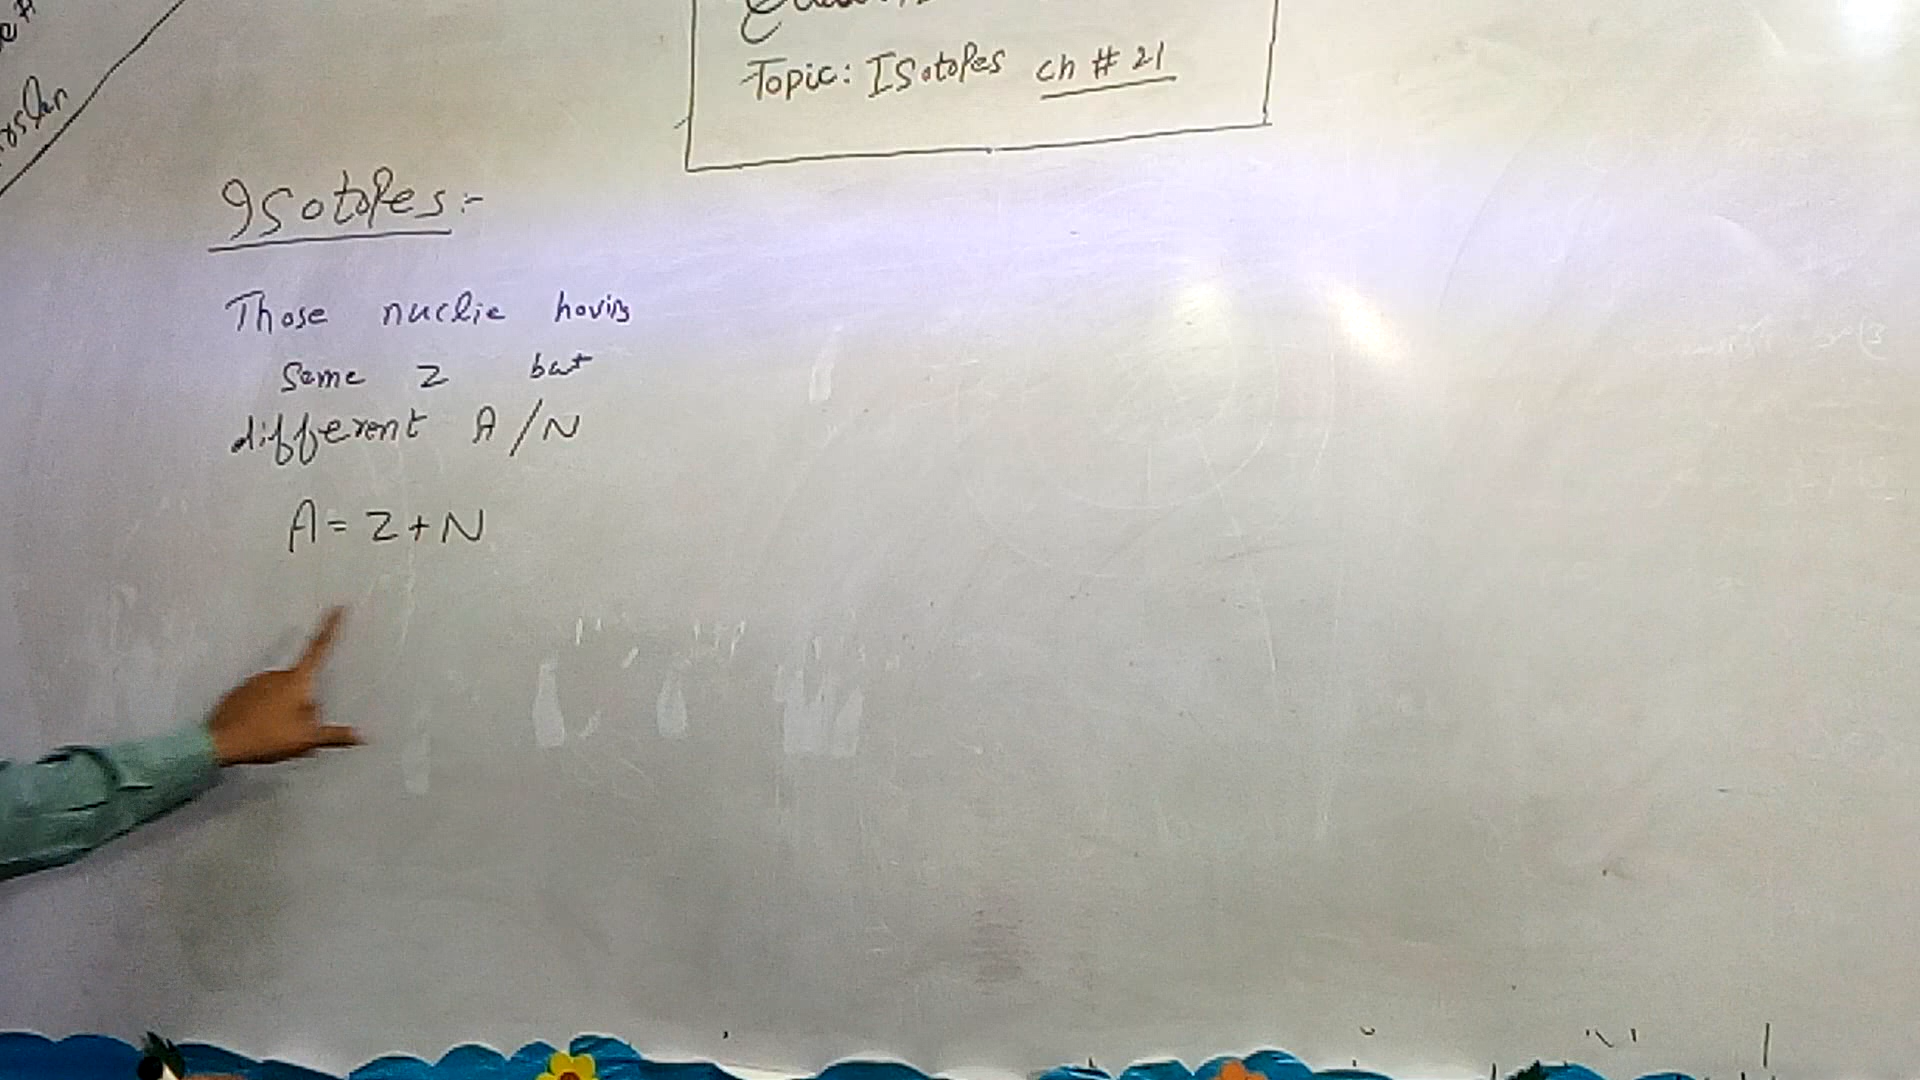 Topic: Isotopes ch # 21
Isotopes:-
Those nuclie having
Same Z but
different A/N
A = Z + N